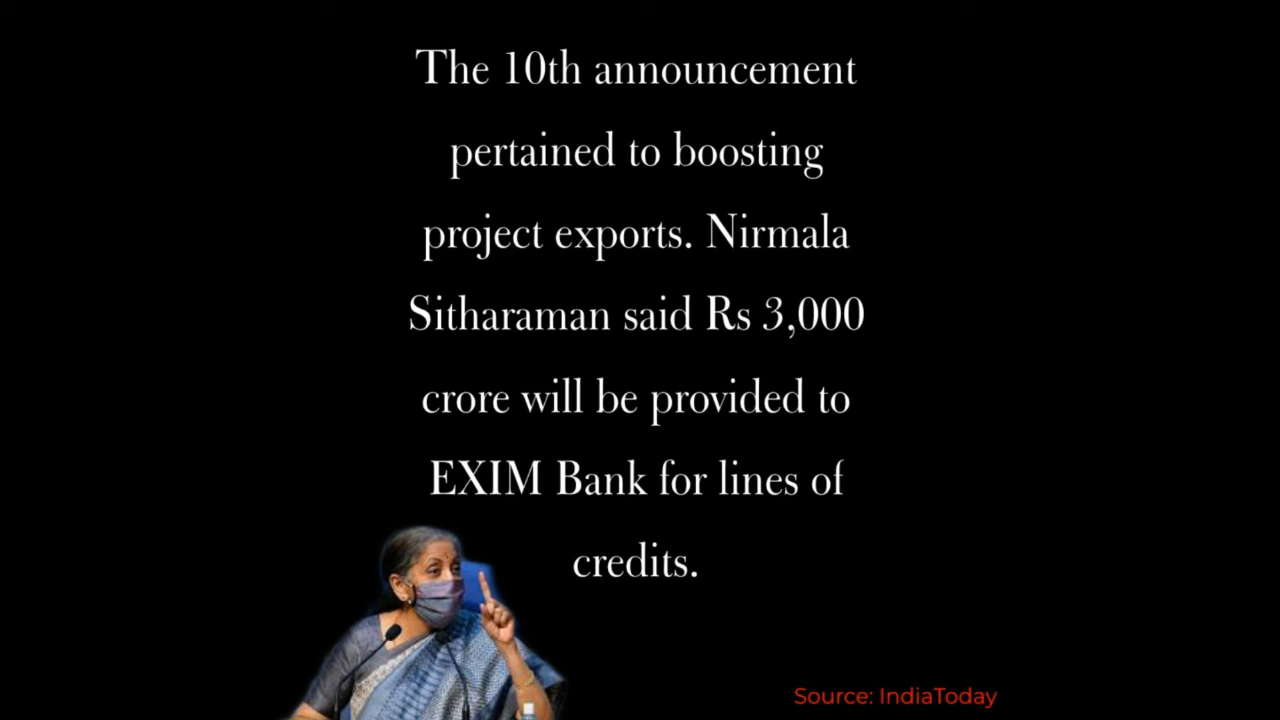 The 10th announcement
pertained to boosting
project exports. Nirmala
Sitharaman said Rs 3,000
crore will be provided to
EXIM Bank for lines of
credits.
Source: IndiaToday